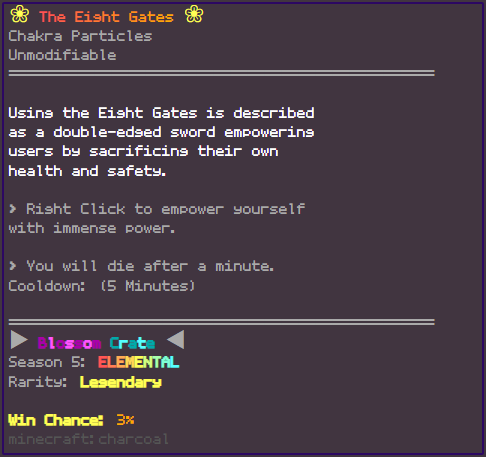 ❀ The Eight Gates ❀
Chakra Particles
Unmodifiable
Using the Eight Gates is described
as a double-edged sword empowering
users by sacrificing their own
health and safety.
> Right Click to empower yourself
with immense power.
> You will die after a minute.
Cooldown: (5 Minutes)
▶ Blossom Crate ◀
Season 5: ELEMENTAL
Rarity: Legendary
Win Chance: 3%
minecraft:charcoal